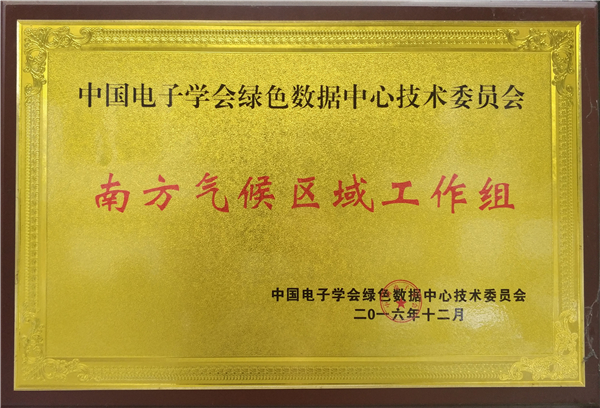 中国电子学会绿色数据中心技术委员会
南方气候区域工作组
中国电子学会绿色数据中心技术委员会
二0一六年十二月